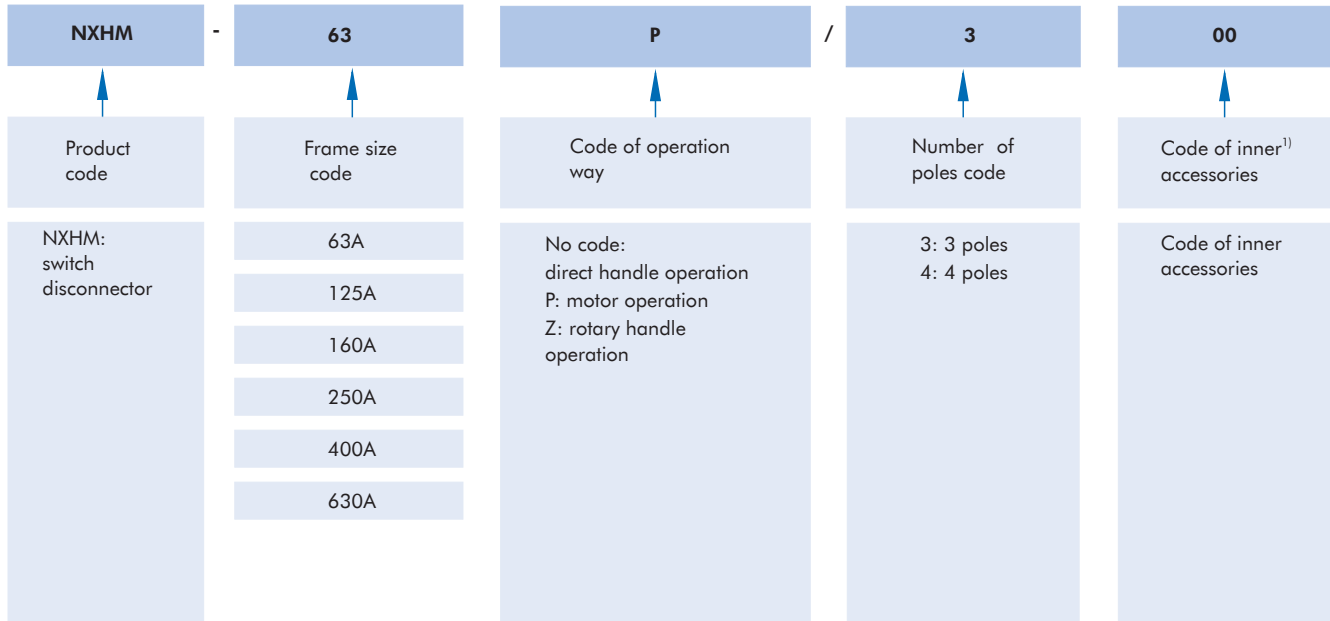 NXHM - 63 P / 3 00
Product
code
Frame size
code
Code of operation
way
Number of
poles code
Code of inner1)
accessories
NXHM:
switch
disconnector
63A
125A
160A
250A
400A
630A
No code:
direct handle operation
P: motor operation
Z: rotary handle
operation
3: 3 poles
4: 4 poles
Code of inner
accessories